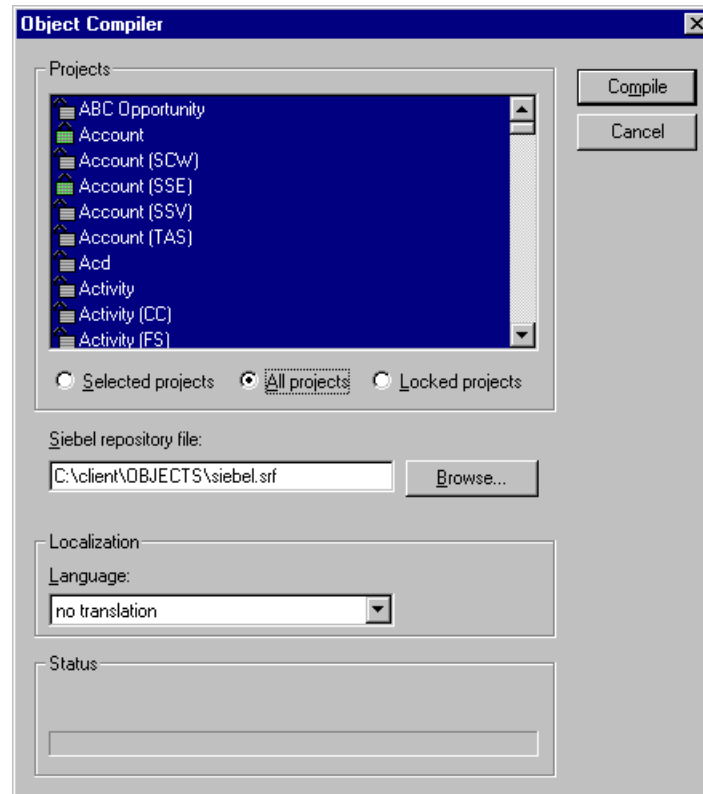 Object Compiler
Projects
ABC Opportunity
Account
Account (SCW)
Account (SSE)
Account (SSV)
Account (TAS)
Acd
Activity
Activity (CC)
Activity (FS)
Selected projects All projects Locked projects
Compile
Cancel
Siebel repository file:
C:\client\OBJECTS\siebel.srf Browse...
Localization
Language:
no translation
Status